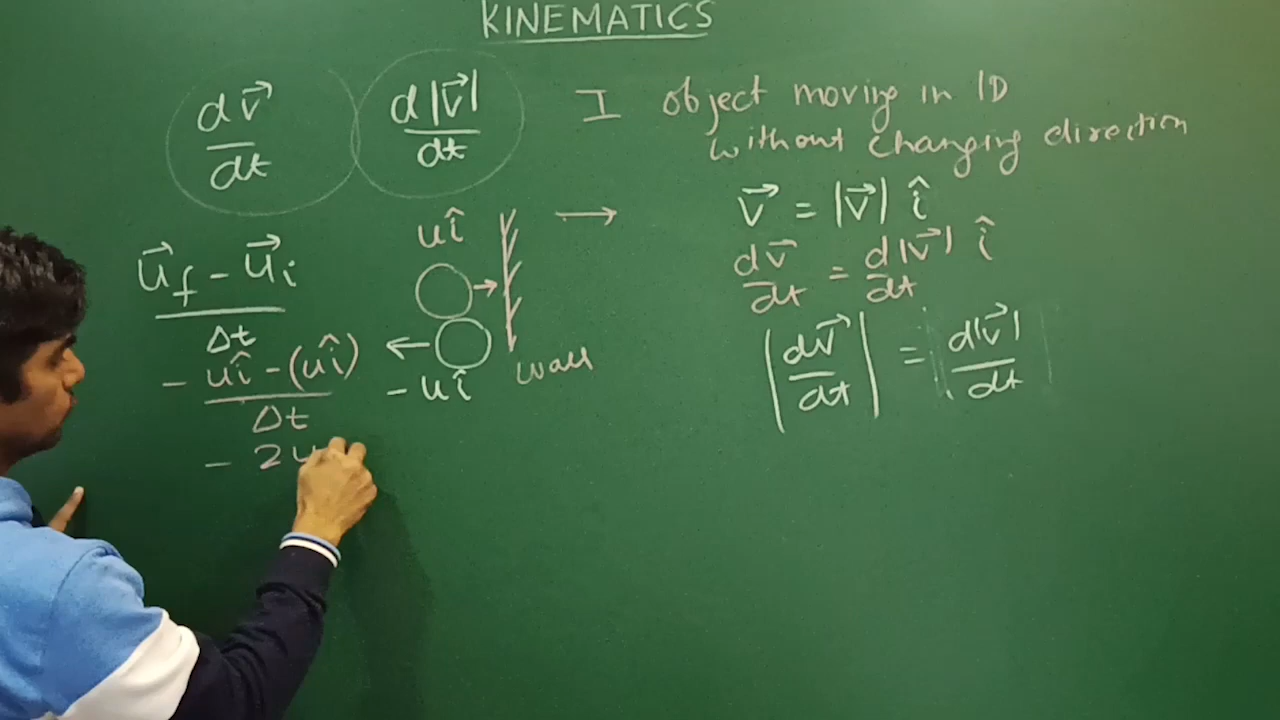 KINEMATICS
dv⃗/dt d|v⃗|/dt I object moving in 1D
without changing direction
u⃗f - u⃗i / Δt
- uî - (uî) / Δt
- 2u
uî
- uî
wall
→
v⃗ = |v⃗| î
dv⃗/dt = d|v⃗|/dt î
|dv⃗/dt| = d|v⃗|/dt